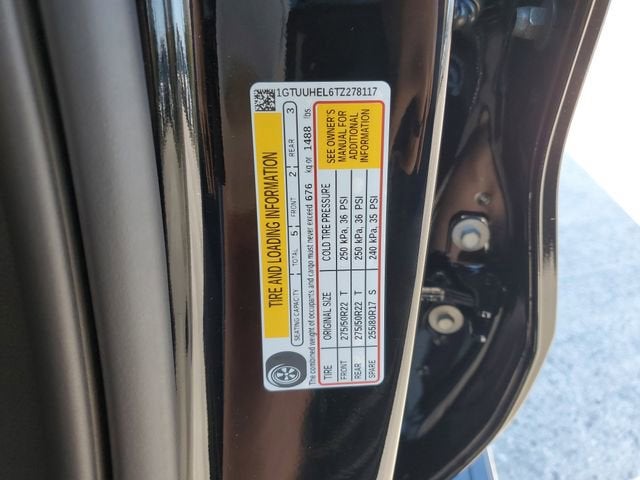 1GTUUHEL6TZ278117
TIRE AND LOADING INFORMATION
SEATING CAPACITY TOTAL 5 FRONT 2 REAR 3
The combined weight of occupants and cargo must never exceed 676 kg or 1488 lbs
TIRE ORIGINAL SIZE COLD TIRE PRESSURE
FRONT 275/50R22 T 250 kPa, 36 PSI
REAR 275/50R22 T 250 kPa, 36 PSI
SPARE 255/80R17 S 240 kPa, 35 PSI
SEE OWNER'S
MANUAL FOR
ADDITIONAL
INFORMATION